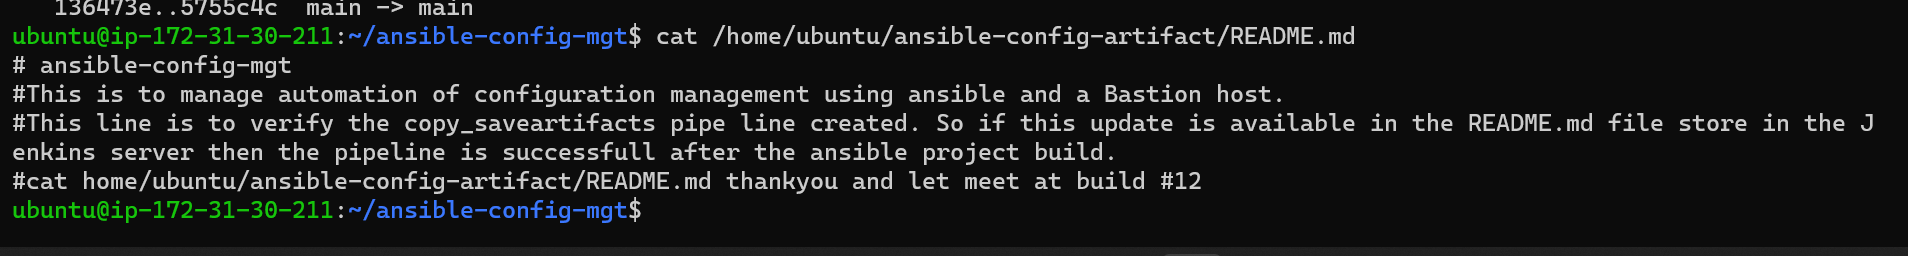 136473e..5755c4c  main -> main
ubuntu@ip-172-31-30-211:~/ansible-config-mgt$ cat /home/ubuntu/ansible-config-artifact/README.md
# ansible-config-mgt
#This is to manage automation of configuration management using ansible and a Bastion host.
#This line is to verify the copy_saveartifacts pipe line created. So if this update is available in the README.md file store in the J
enkins server then the pipeline is successfull after the ansible project build.
#cat home/ubuntu/ansible-config-artifact/README.md thankyou and let meet at build #12
ubuntu@ip-172-31-30-211:~/ansible-config-mgt$